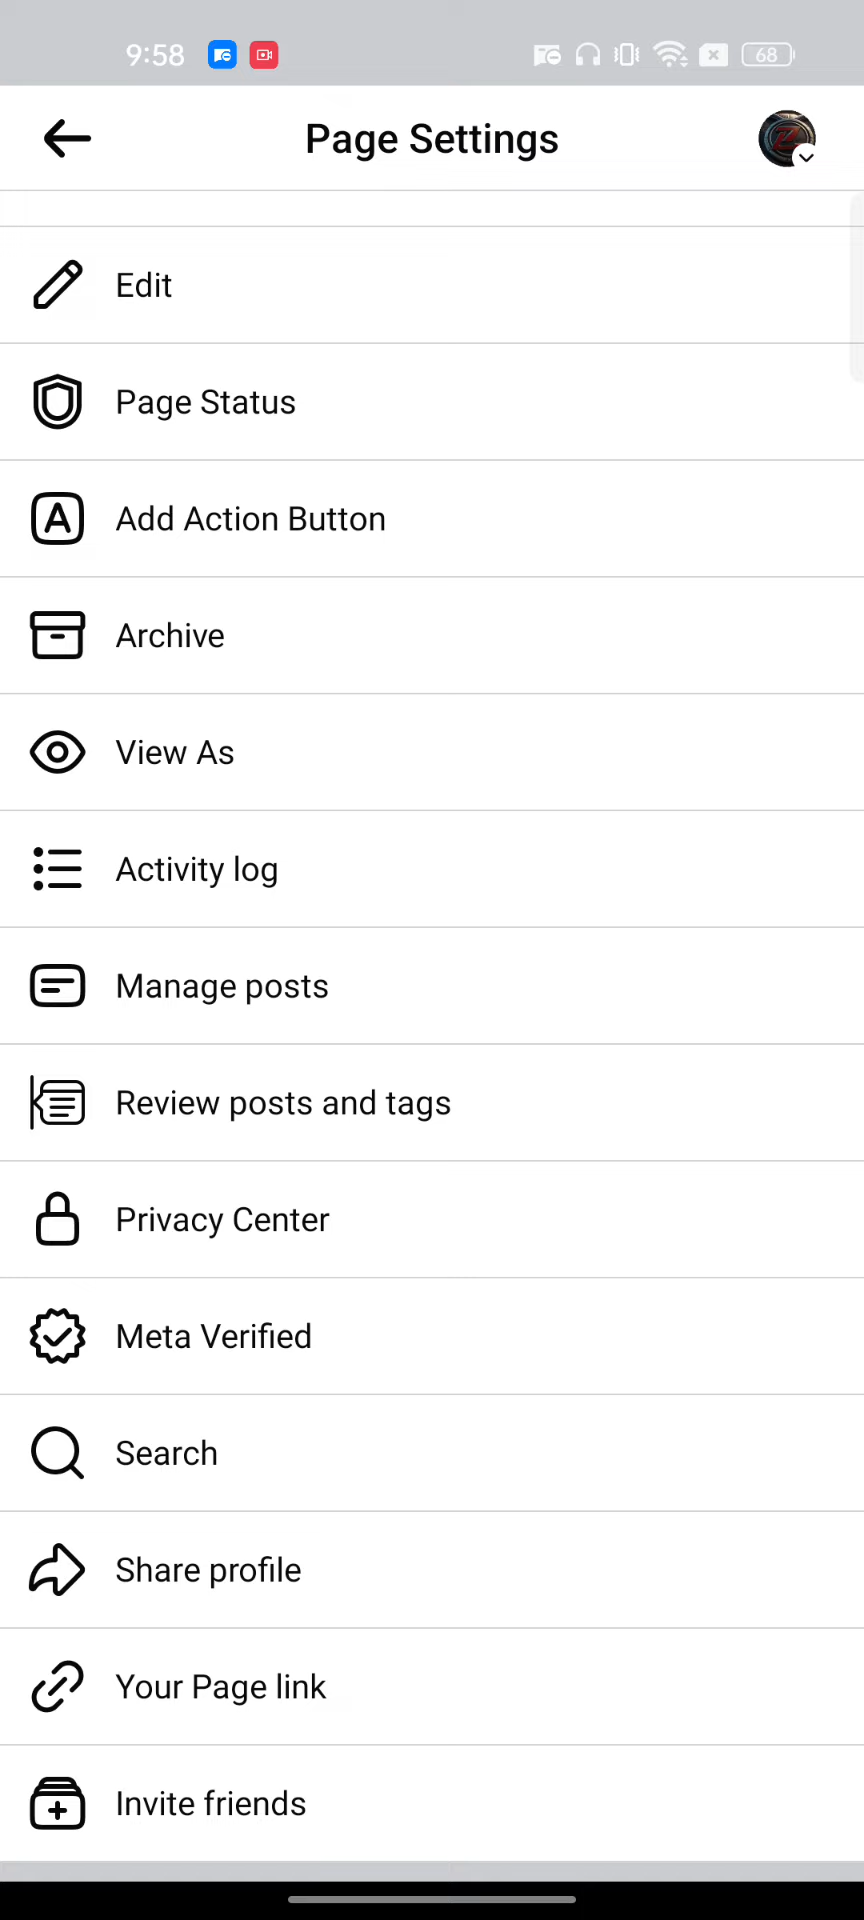 9:58
68
Page Settings
Edit
Page Status
A Add Action Button
Archive
View As
Activity log
Manage posts
Review posts and tags
Privacy Center
Meta Verified
Search
Share profile
Your Page link
Invite friends